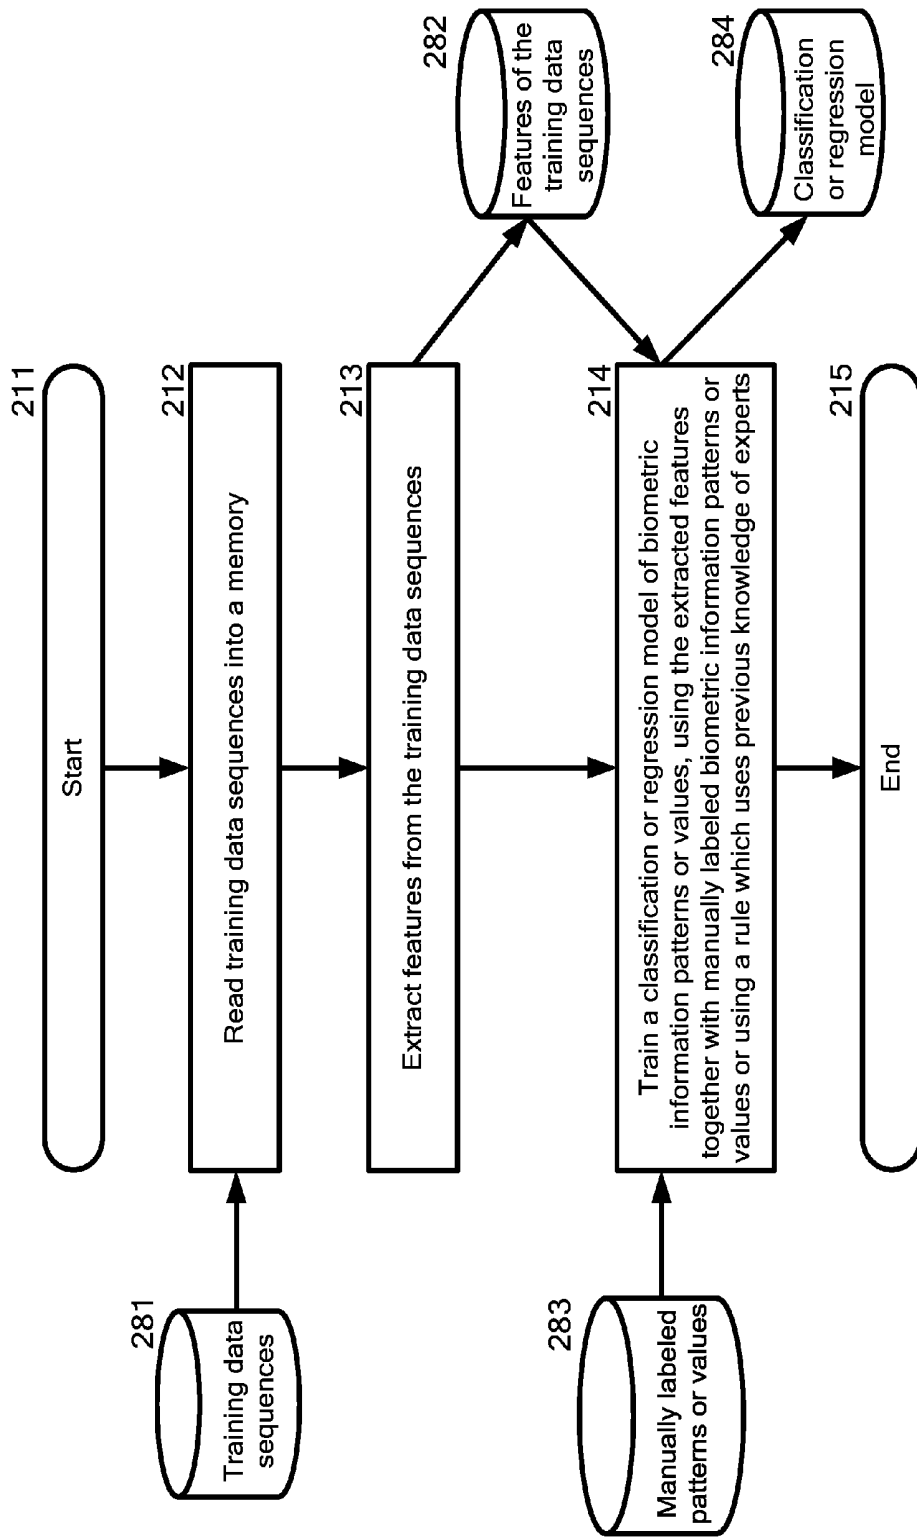 211
Start
281
Training data
sequences
212
Read training data sequences into a memory
213
Extract features from the training data sequences
282
Features of the
training data
sequences
283
Manually labeled
patterns or values
214
Train a classification or regression model of biometric
information patterns or values, using the extracted features
together with manually labeled biometric information patterns or
values or using a rule which uses previous knowledge of experts
284
Classification
or regression
model
215
End